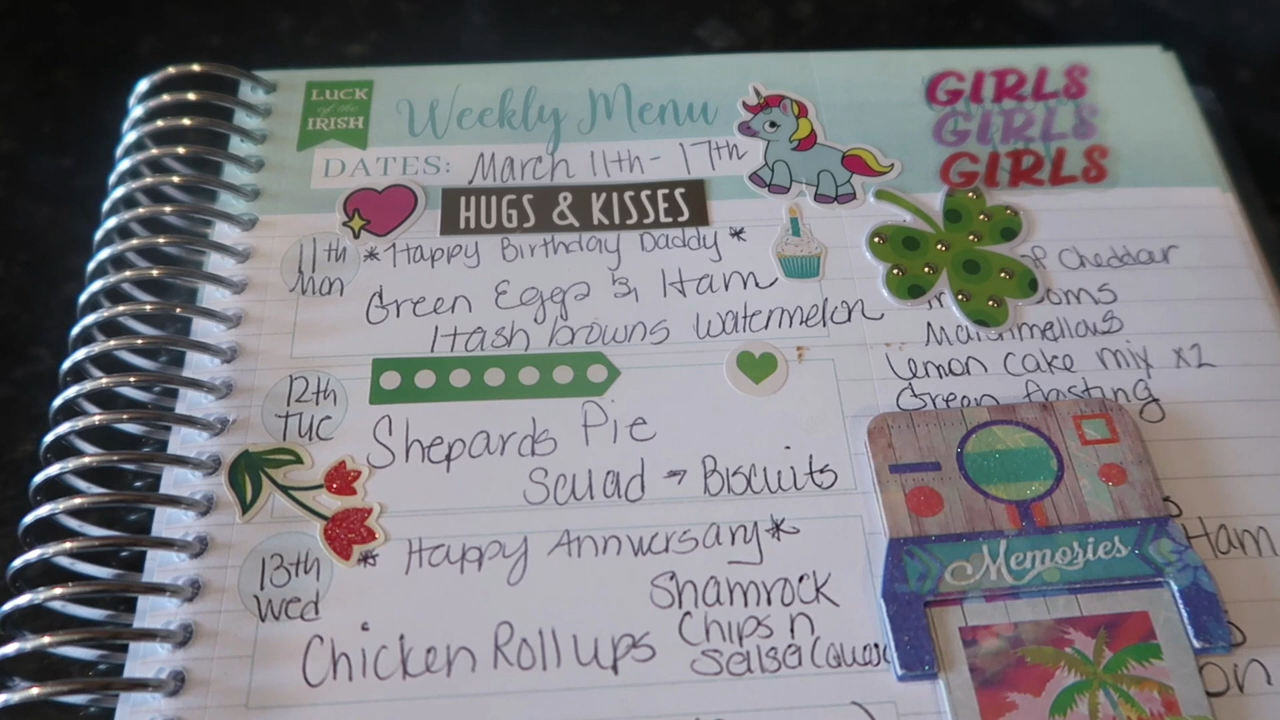 LUCK
of the
IRISH
Weekly Menu
DATES: March 11th - 17th
GIRLS
GIRLS
GIRLS
HUGS & KISSES
11th
Mon
*Happy Birthday Daddy*
Green Eggs & Ham
Hash browns watermelon
Cheddar
Marshmellows
Lemon cake mix x2
Green frosting
12th
Tue
Shepards Pie
Salad → Biscuits
13th
Wed
* Happy Anniversary *
Shamrock
Chicken Roll ups
Chips n
Salsa
Memories
Ham